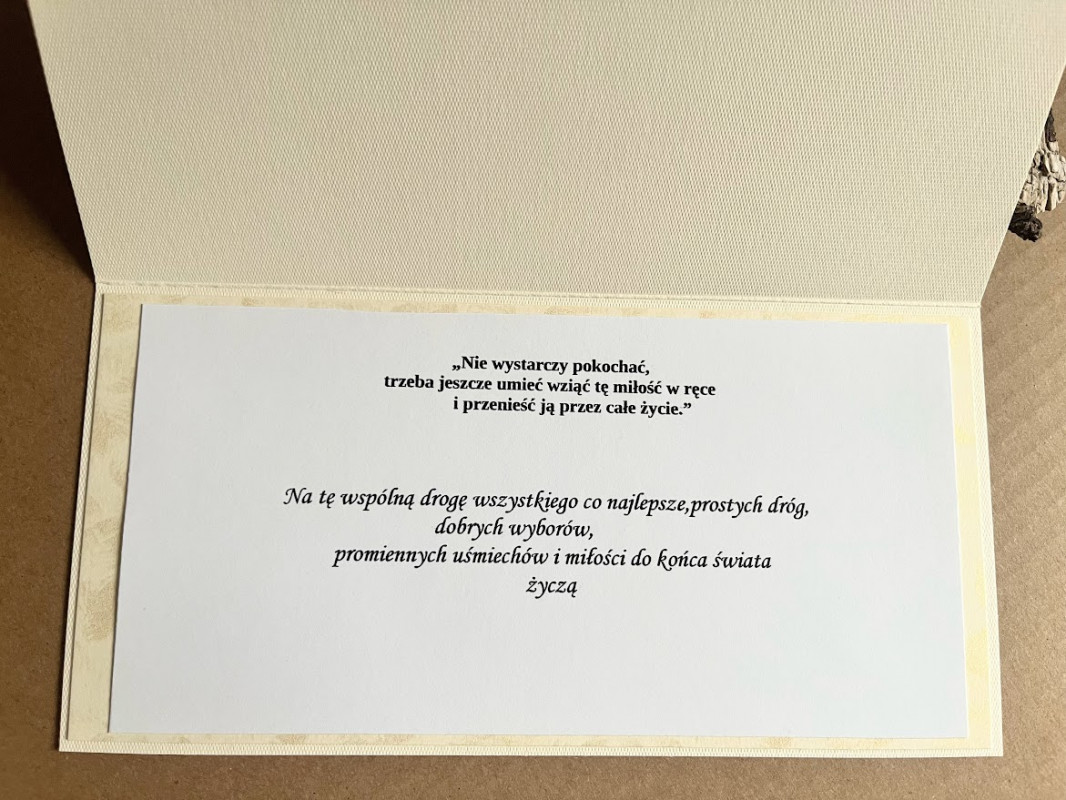 „Nie wystarczy pokochać,
trzeba jeszcze umieć wziąć tę miłość w ręce
i przenieść ją przez całe życie.”
Na tę wspólną drogę wszystkiego co najlepsze,prostych dróg,
dobrych wyborów,
promiennych uśmiechów i miłości do końca świata
życzą